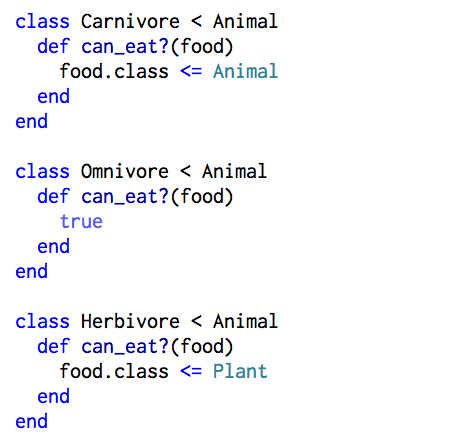 class Carnivore < Animal
  def can_eat?(food)
    food.class <= Animal
  end
end

class Omnivore < Animal
  def can_eat?(food)
    true
  end
end

class Herbivore < Animal
  def can_eat?(food)
    food.class <= Plant
  end
end